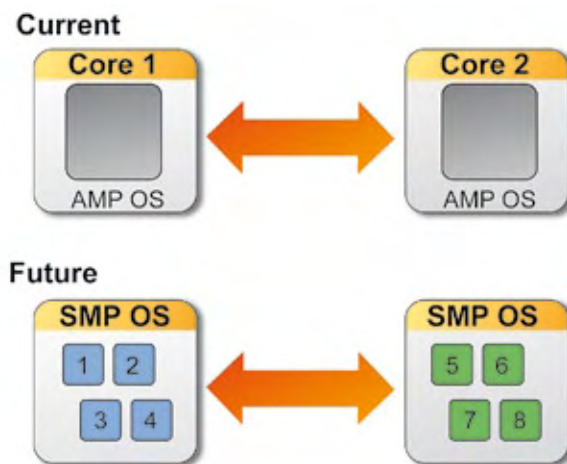 Current
Core 1
Core 2
AMP OS
AMP OS
Future
SMP OS
SMP OS
1 2
5 6
3 4
7 8